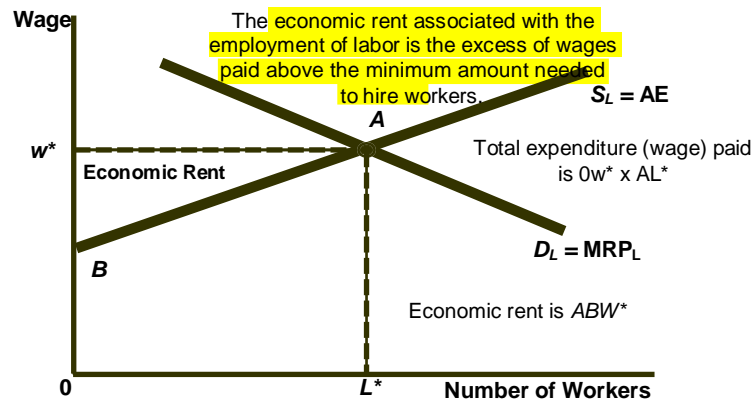 Wage
The economic rent associated with the
employment of labor is the excess of wages
paid above the minimum amount needed
to hire workers.
SL = AE
A
w*
Total expenditure (wage) paid
is 0w* x AL*
Economic Rent
B
DL = MRPL
Economic rent is ABW*
0
L*
Number of Workers